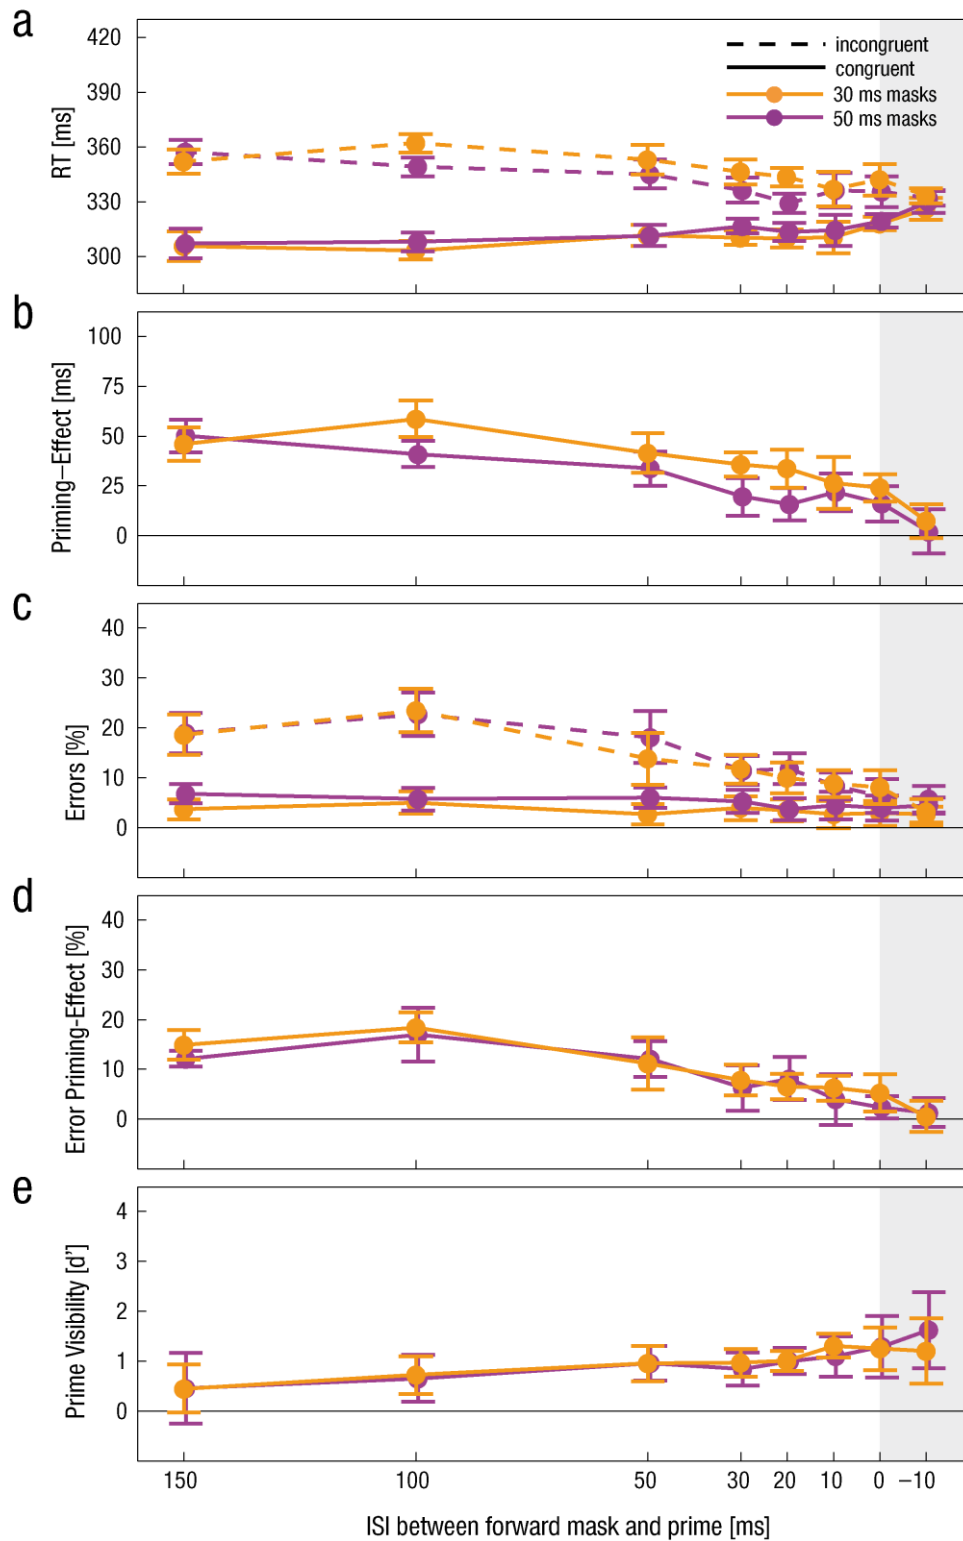 a
420
390
360
330
300
RT [ms]
incongruent
congruent
30 ms masks
50 ms masks
b
100
75
50
25
0
Priming–Effect [ms]
c
40
30
20
10
0
Errors [%]
d
40
30
20
10
0
Error Priming-Effect [%]
e
4
3
2
1
0
Prime Visibility [d']
150 100 50 30 20 10 0 –10
ISI between forward mask and prime [ms]